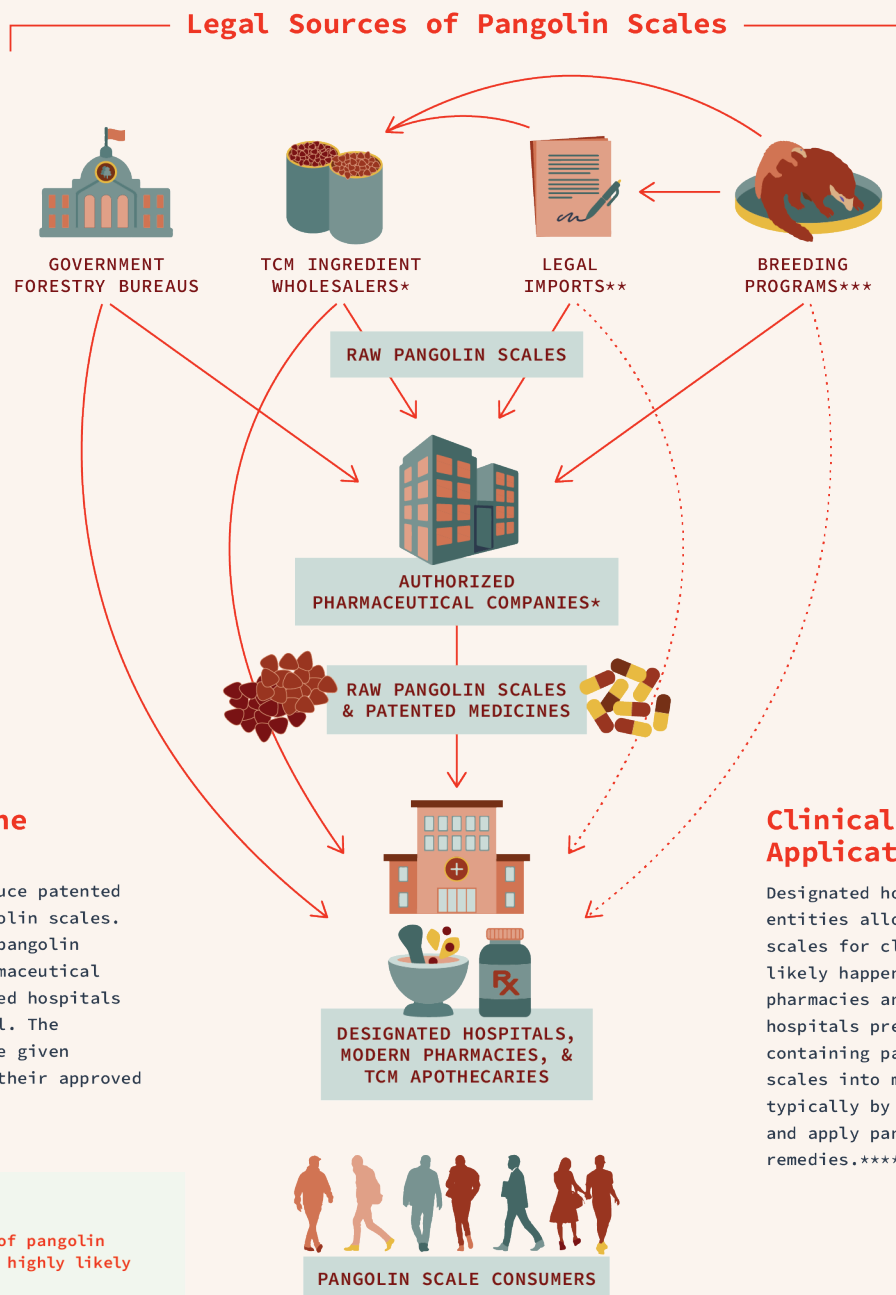 Legal Sources of Pangolin Scales
GOVERNMENT
FORESTRY BUREAUS
TCM INGREDIENT
WHOLESALERS*
LEGAL
IMPORTS**
BREEDING
PROGRAMS***
RAW PANGOLIN SCALES
AUTHORIZED
PHARMACEUTICAL COMPANIES*
RAW PANGOLIN SCALES
& PATENTED MEDICINES
Rx
DESIGNATED HOSPITALS,
MODERN PHARMACIES, &
TCM APOTHECARIES
PANGOLIN SCALE CONSUMERS
ne
uce patented
olin scales.
pangolin
maceutical
ed hospitals
l. The
e given
their approved
of pangolin
highly likely
Clinical
Applicat
Designated ho
entities allo
scales for cl
likely happen
pharmacies an
hospitals pre
containing pa
scales into m
typically by
and apply pan
remedies.****